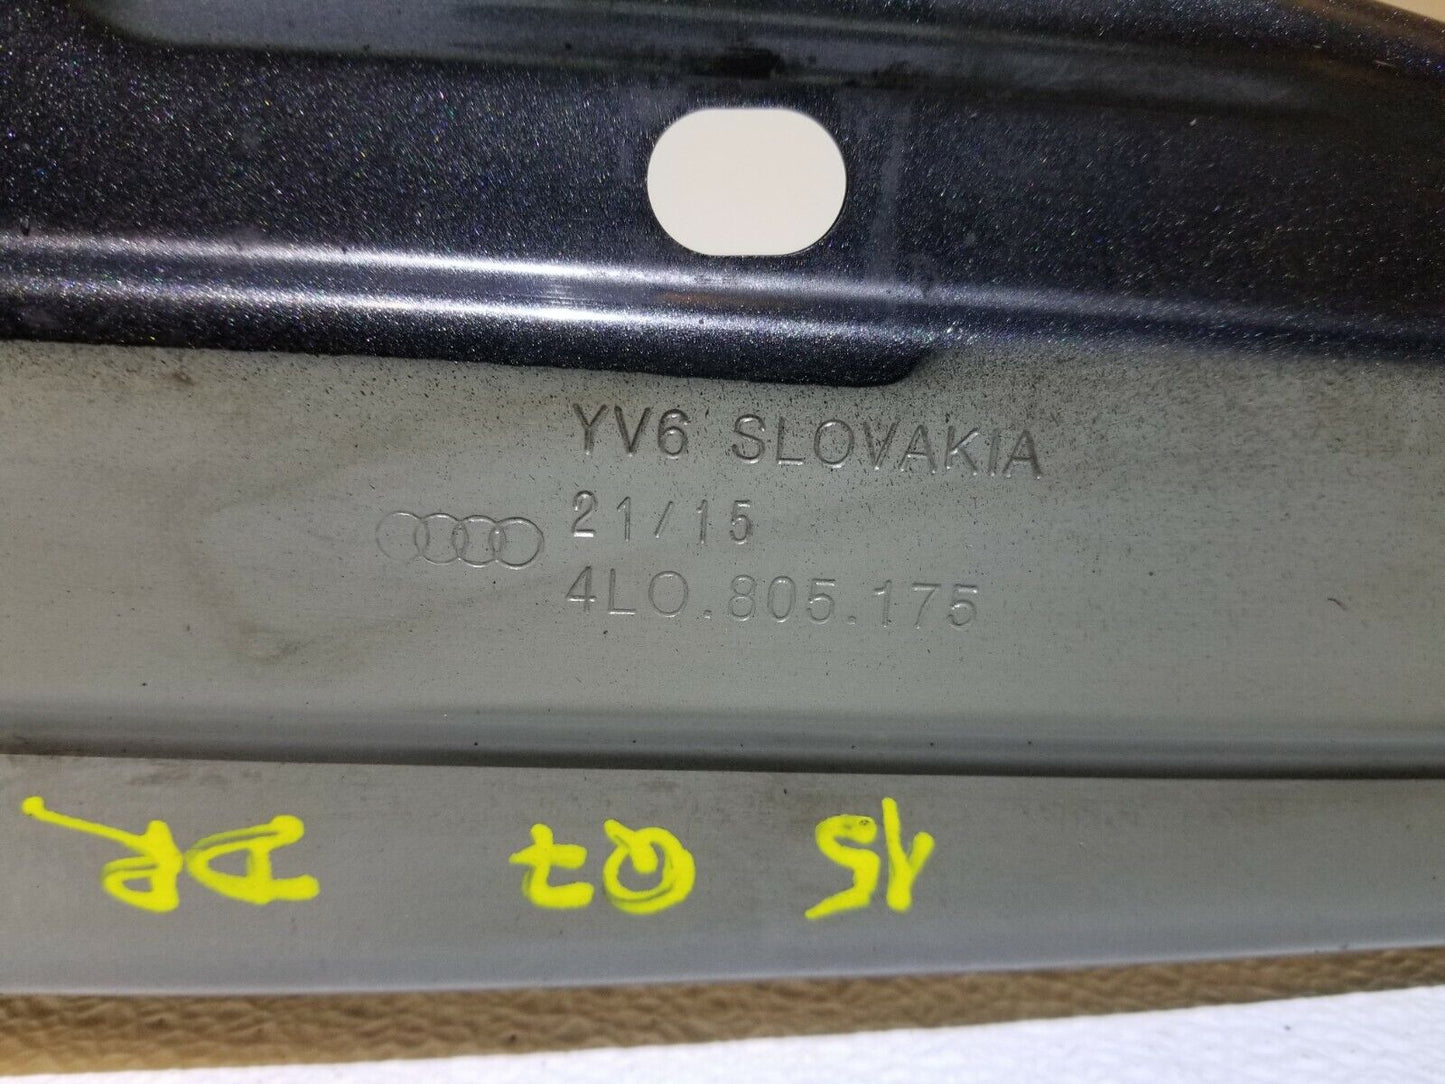 YV6 SLOVAKIA
21/15
4L0.805.175
15 Q7 DR